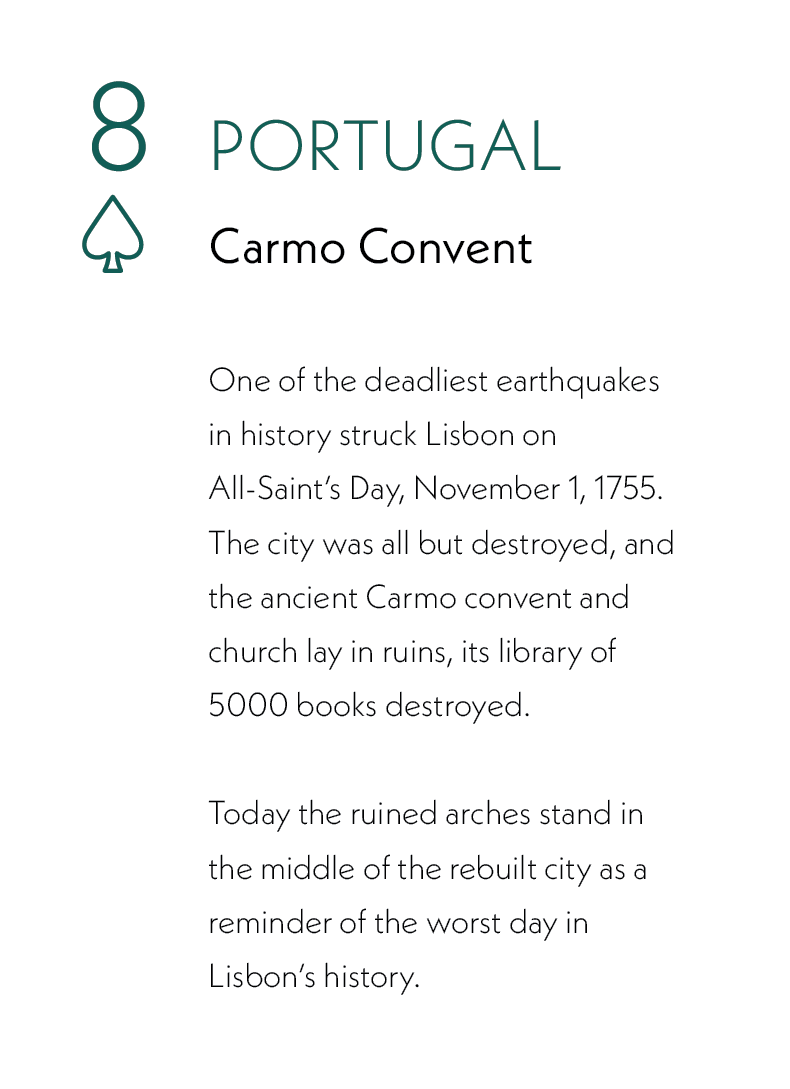 8
PORTUGAL
Carmo Convent
One of the deadliest earthquakes
in history struck Lisbon on
All-Saint’s Day, November 1, 1755.
The city was all but destroyed, and
the ancient Carmo convent and
church lay in ruins, its library of
5000 books destroyed.
Today the ruined arches stand in
the middle of the rebuilt city as a
reminder of the worst day in
Lisbon’s history.